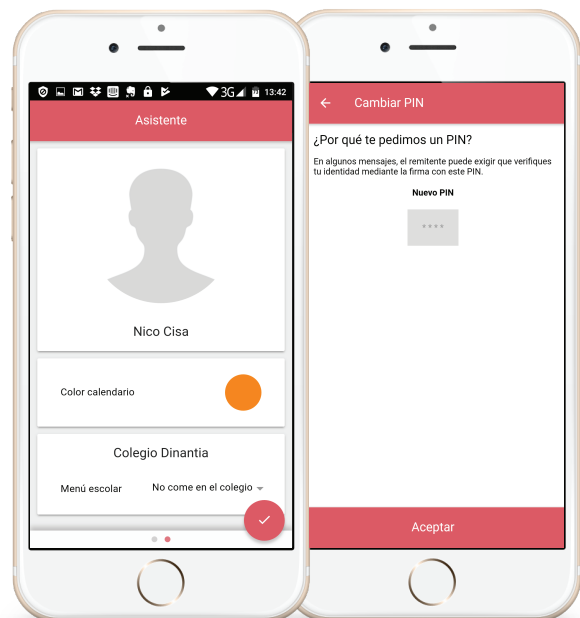 3G
13:42
Asistente
Nico Cisa
Color calendario
Colegio Dinantia
Menú escolar
No come en el colegio
Cambiar PIN
¿Por qué te pedimos un PIN?
En algunos mensajes, el remitente puede exigir que verifiques
tu identidad mediante la firma con este PIN.
Nuevo PIN
****
Aceptar